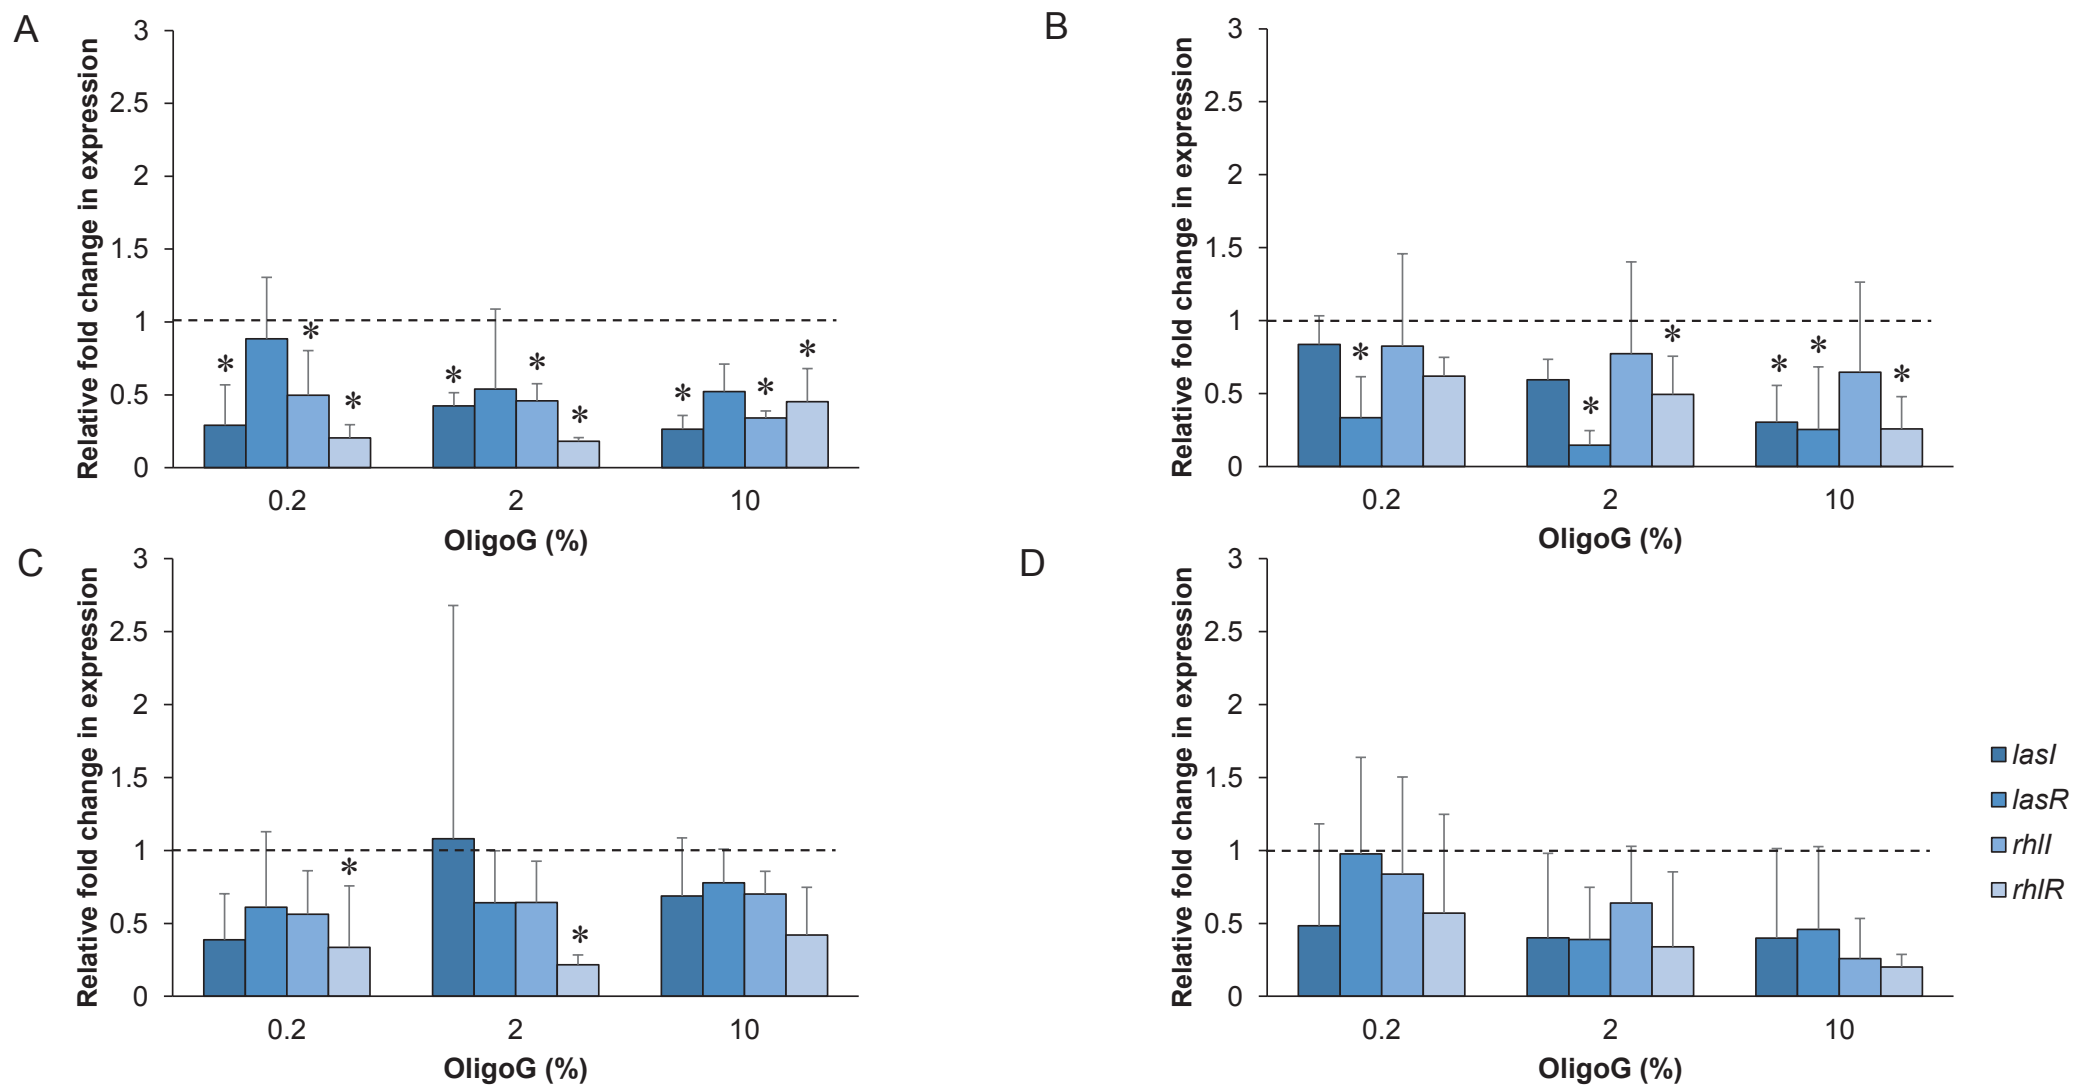 A
Relative fold change in expression
3
2.5
2
1.5
1
0.5
0
* * * * * * * * *
0.2 2 10
OligoG (%)
B
Relative fold change in expression
3
2.5
2
1.5
1
0.5
0
* * * * * *
0.2 2 10
OligoG (%)
C
Relative fold change in expression
3
2.5
2
1.5
1
0.5
0
* *
0.2 2 10
OligoG (%)
D
Relative fold change in expression
3
2.5
2
1.5
1
0.5
0
0.2 2 10
OligoG (%)
lasI
lasR
rhlI
rhlR